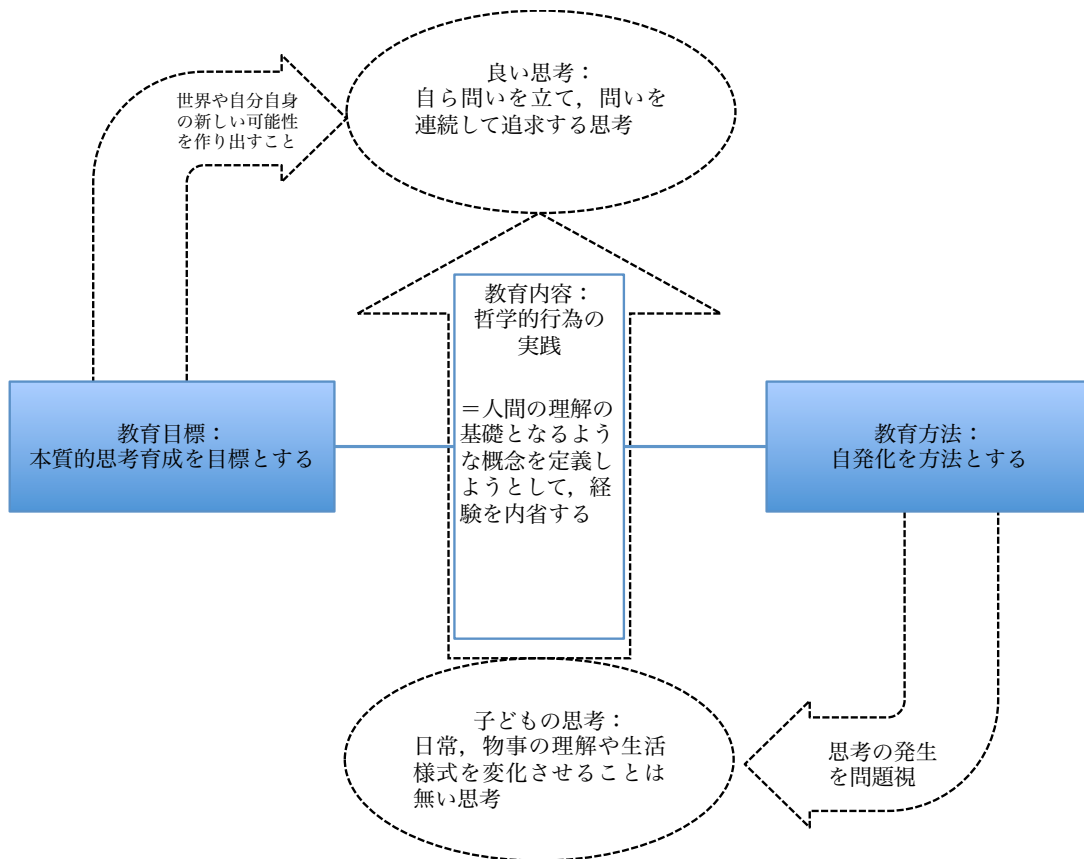 良い思考：
自ら問いを立て，問いを
連続して追求する思考
世界や自分自身
の新しい可能性
を作り出すこと
教育内容：
哲学的行為の
実践
＝人間の理解の
基礎となるよう
な概念を定義し
ようとして，経
験を内省する
教育目標：
本質的思考育成を目標とする
教育方法：
自発化を方法とする
子どもの思考：
日常，物事の理解や生活
様式を変化させることは
無い思考
思考の発生
を問題視